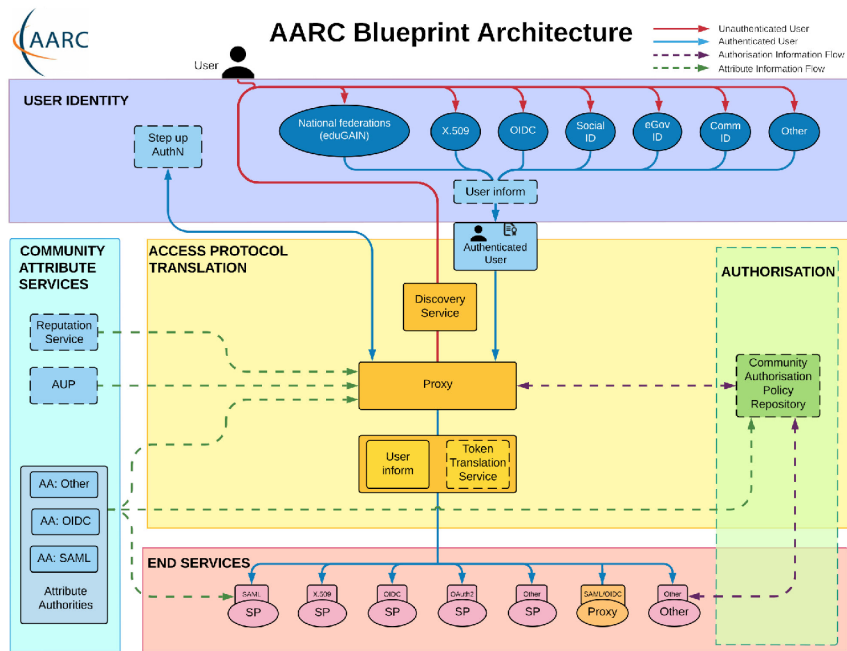 AARC
AARC Blueprint Architecture
User
Unauthenticated User
Authenticated User
Authorisation Information Flow
Attribute Information Flow
USER IDENTITY
Step up
AuthN
National federations
(eduGAIN)
X.509
OIDC
Social
ID
eGov
ID
Comm
ID
Other
User inform
Authenticated
User
COMMUNITY
ATTRIBUTE
SERVICES
Reputation
Service
AUP
AA: Other
AA: OIDC
AA: SAML
Attribute
Authorities
ACCESS PROTOCOL
TRANSLATION
Discovery
Service
Proxy
User
inform
Token
Translation
Service
AUTHORISATION
Community
Authorisation
Policy
Repository
END SERVICES
SAML
SP
X.509
SP
OIDC
SP
OAuth2
SP
Other
SP
SAML/OIDC
Proxy
Other
Other